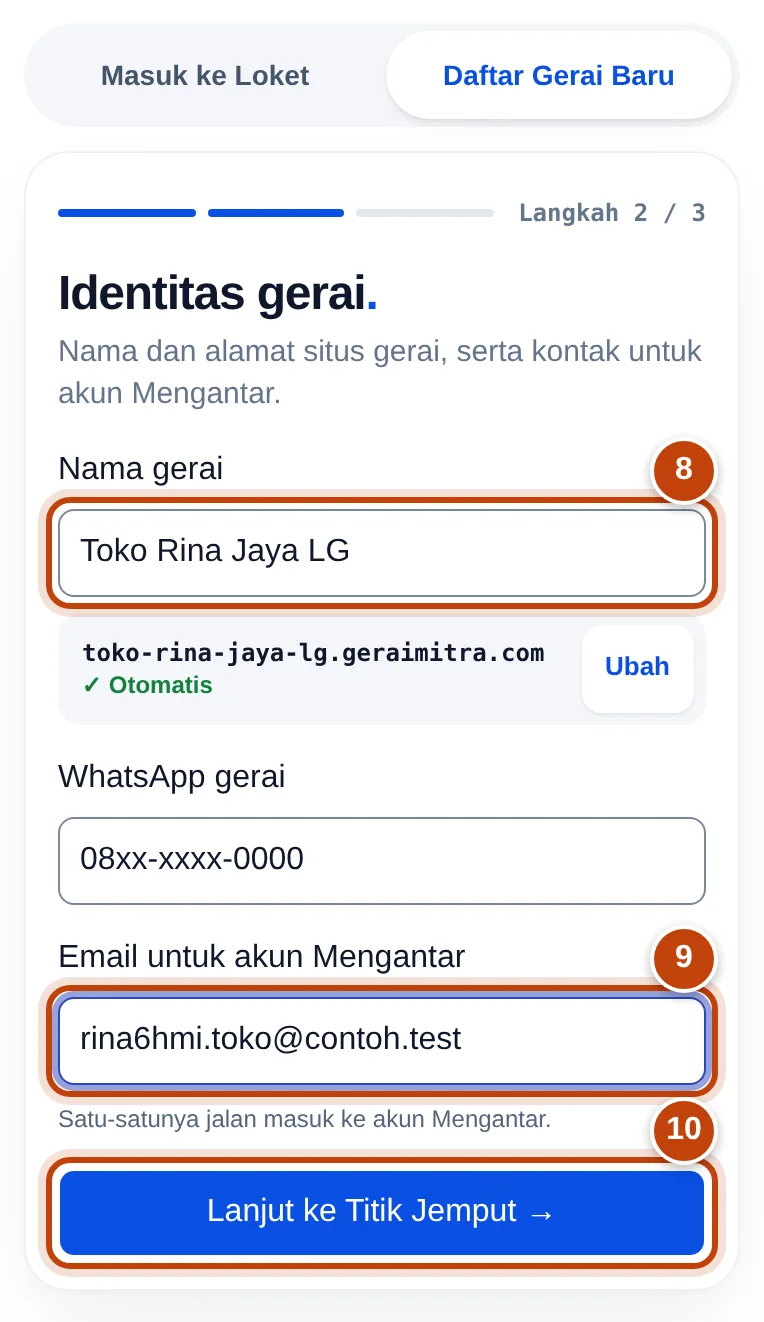 Masuk ke Loket
Daftar Gerai Baru
Langkah 2 / 3
Identitas gerai.
Nama dan alamat situs gerai, serta kontak untuk
akun Mengantar.
Nama gerai
8
Toko Rina Jaya LG
toko-rina-jaya-lg.geraimitra.com
✓ Otomatis
Ubah
WhatsApp gerai
08xx-xxxx-0000
Email untuk akun Mengantar
9
rina6hmi.toko@contoh.test
Satu-satunya jalan masuk ke akun Mengantar.
10
Lanjut ke Titik Jemput →